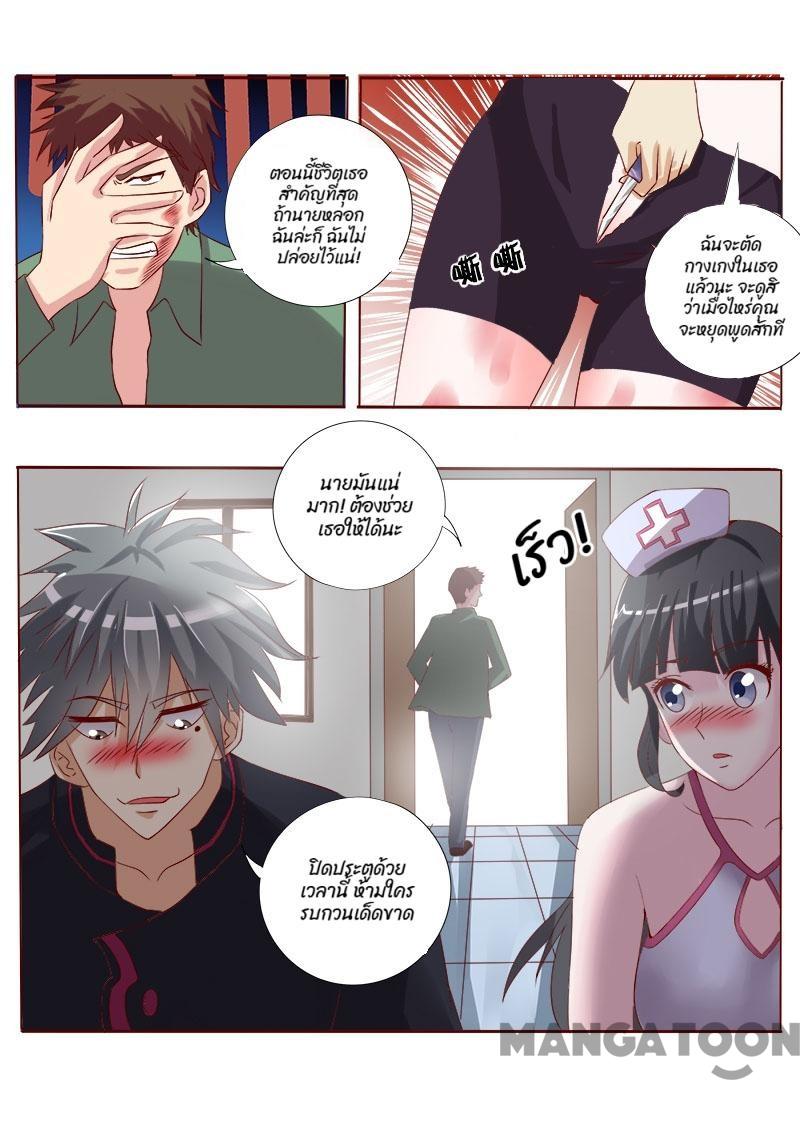 ตอนนี้ชีวิตเธอ
สำคัญที่สุด
ถ้านายหลอก
ฉันล่ะก็ ฉันไม่
ปล่อยไว้แน่!
嘶 嘶
ฉันจะตัด
กางเกงในเธอ
แล้วนะ จะดูสิ
ว่าเมื่อไหร่คุณ
จะหยุดพูดสักที
นายมันแน่
มาก! ต้องช่วย
เธอให้ได้นะ
เร็ว!
ปิดประตูด้วย
เวลานี้ ห้ามใคร
รบกวนเด็ดขาด
MANGATOON